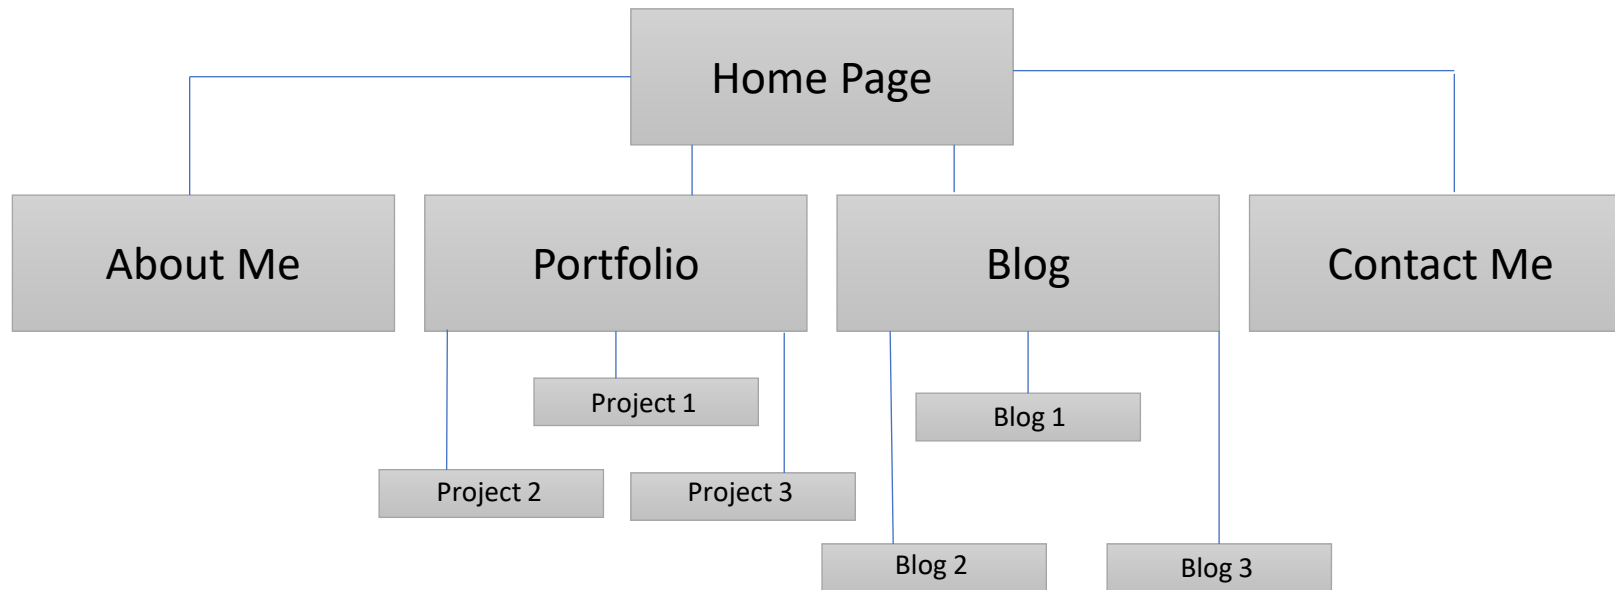 Home Page
About Me
Portfolio
Blog
Contact Me
Project 1
Blog 1
Project 2
Project 3
Blog 2
Blog 3